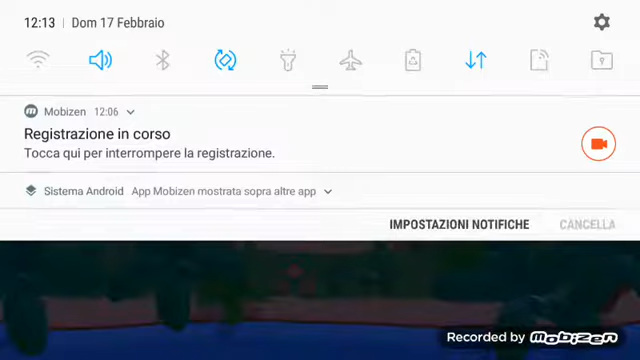 12:13 | Dom 17 Febbraio
Mobizen 12:06
Registrazione in corso
Tocca qui per interrompere la registrazione.
Sistema Android App Mobizen mostrata sopra altre app
IMPOSTAZIONI NOTIFICHE CANCELLA
Recorded by Mobizen